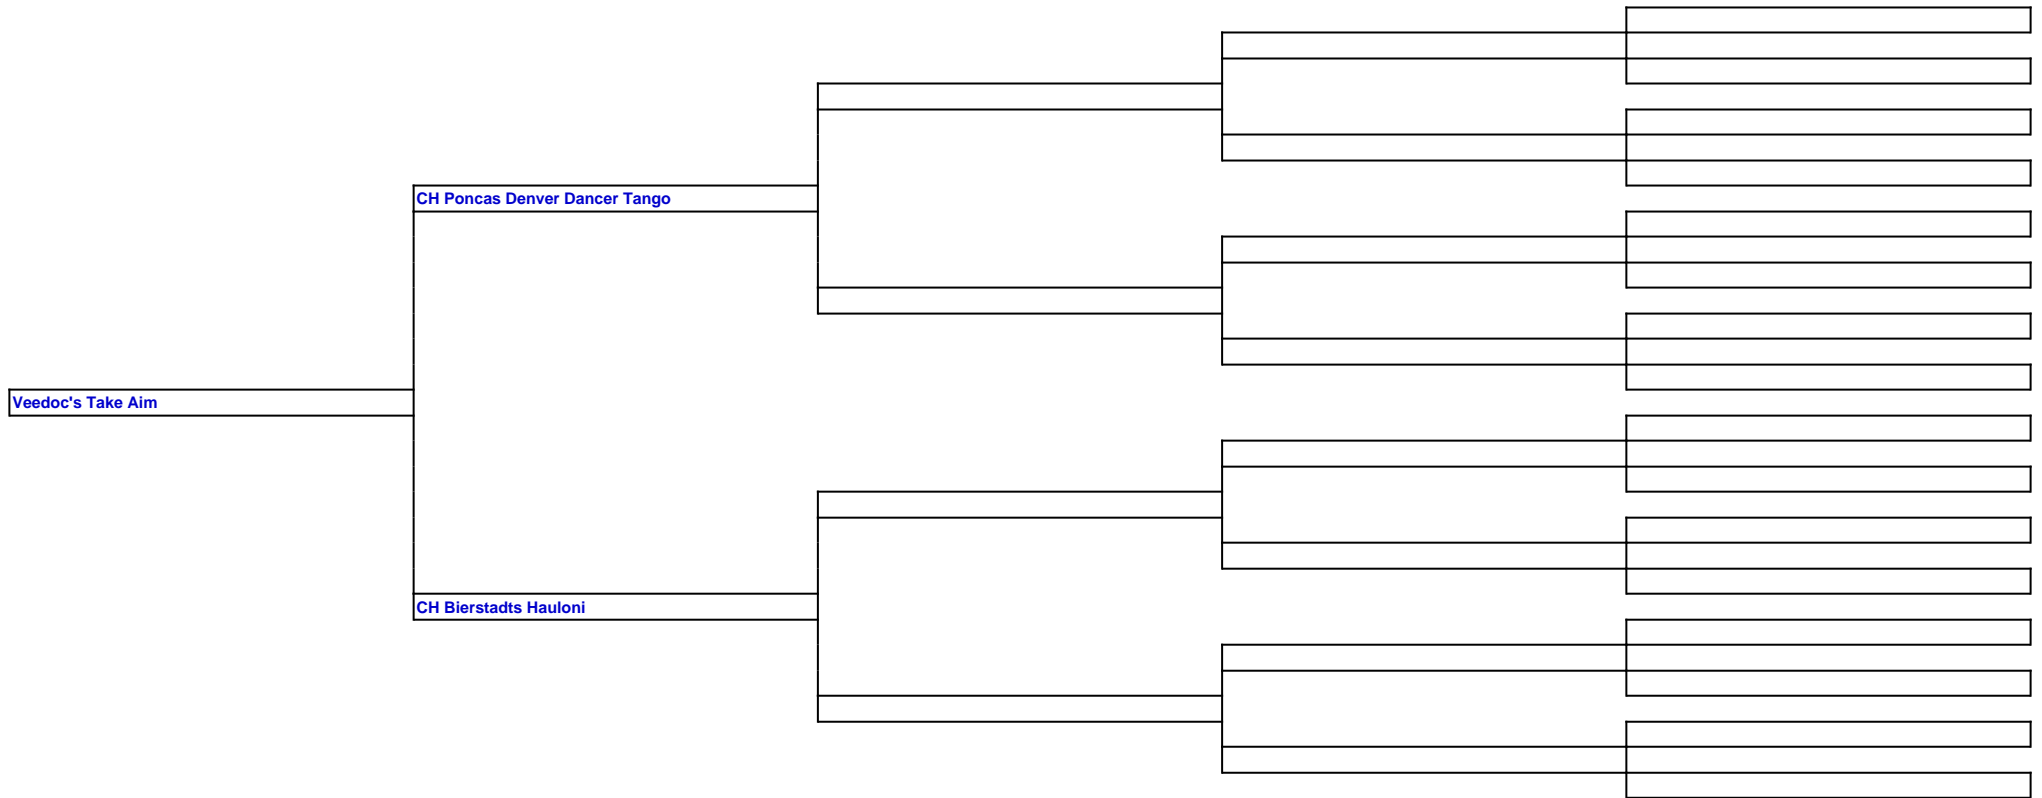 CH Poncas Denver Dancer Tango
Veedoc's Take Aim
CH Bierstadts Hauloni